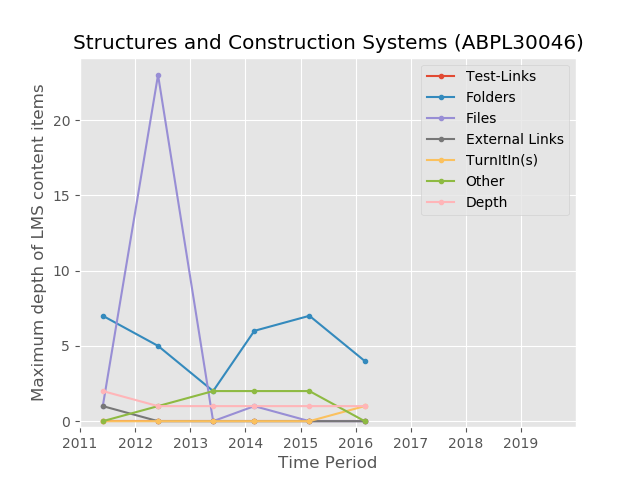 Structures and Construction Systems (ABPL30046)
Test-Links
Folders
Files
External Links
TurnItIn(s)
Other
Depth
Maximum depth of LMS content items
20
15
10
5
0
2011 2012 2013 2014 2015 2016 2017 2018 2019
Time Period